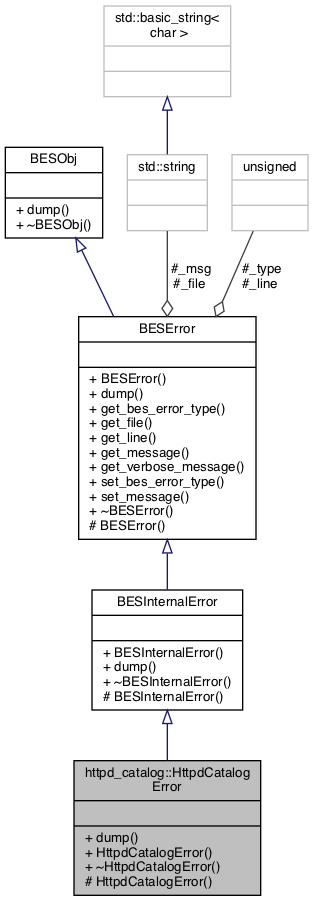 std::basic_string<
char >
BESObj
+ dump()
+ ~BESObj()
std::string
unsigned
#_msg
#_file
#_type
#_line
BESError
+ BESError()
+ dump()
+ get_bes_error_type()
+ get_file()
+ get_line()
+ get_message()
+ get_verbose_message()
+ set_bes_error_type()
+ set_message()
+ ~BESError()
# BESError()
BESInternalError
+ BESInternalError()
+ dump()
+ ~BESInternalError()
# BESInternalError()
httpd_catalog::HttpdCatalog
Error
+ dump()
+ HttpdCatalogError()
+ ~HttpdCatalogError()
# HttpdCatalogError()